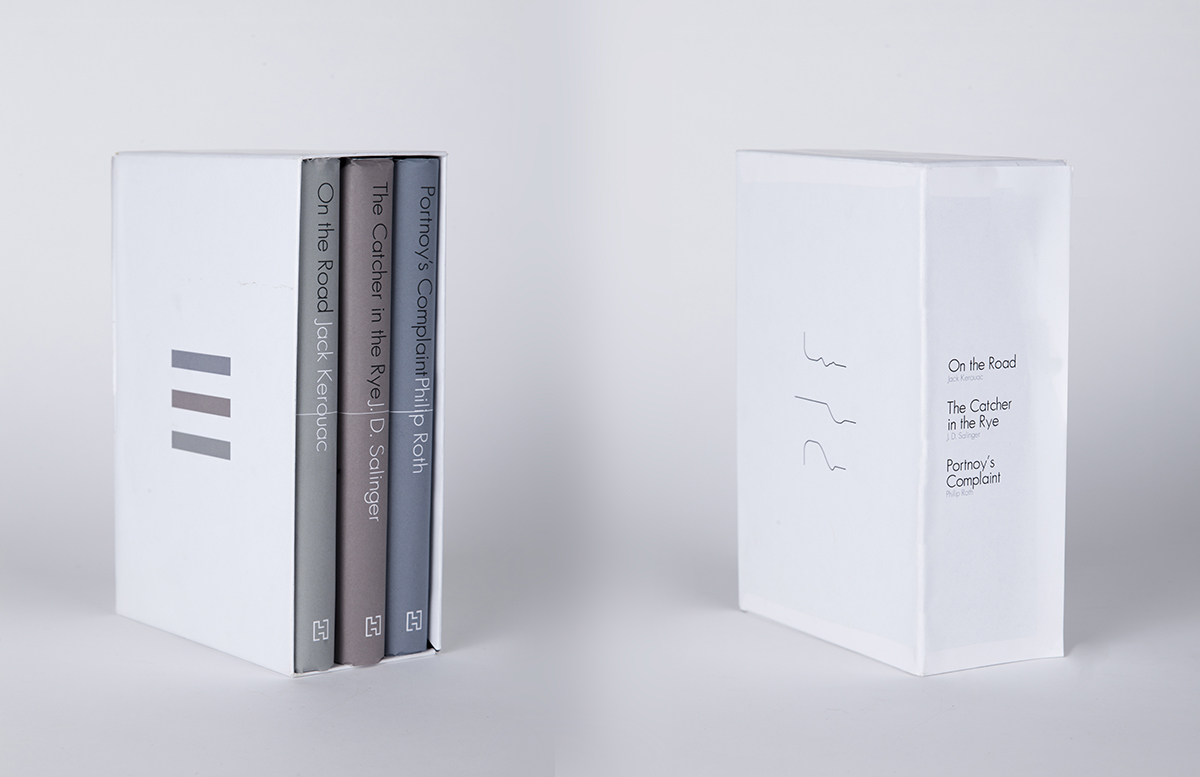 On the Road Jack Kerouac
The Catcher in the Rye J. D. Salinger
Portnoy's Complaint Philip Roth
On the Road
Jack Kerouac
The Catcher
in the Rye
J. D. Salinger
Portnoy's
Complaint
Philip Roth